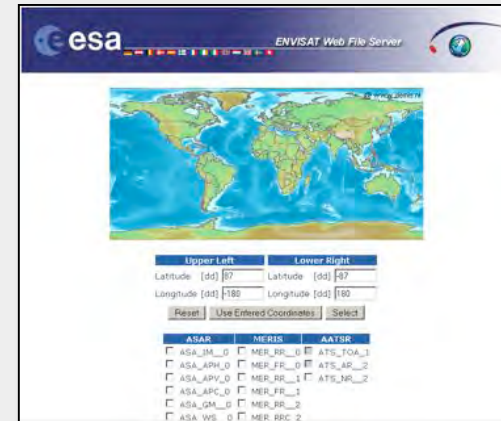 esa
ENVISAT Web File Server
Upper Left Lower Right
Latitude [dd] 87 Latitude [dd] -87
Longitude [dd] -180 Longitude [dd] 180
Reset Use Entered Coordinates Select
ASAR MERIS AATSR
ASA_IM__0 MER_RR__0 ATS_TOA_1
ASA_APH_0 MER_FR__0 ATS_AR__2
ASA_APV_0 MER_RR__1 ATS_NR__2
ASA_APC_0 MER_FR__1
ASA_GM__0 MER_RR__2
ASA_WS__0 MER_RRC_2